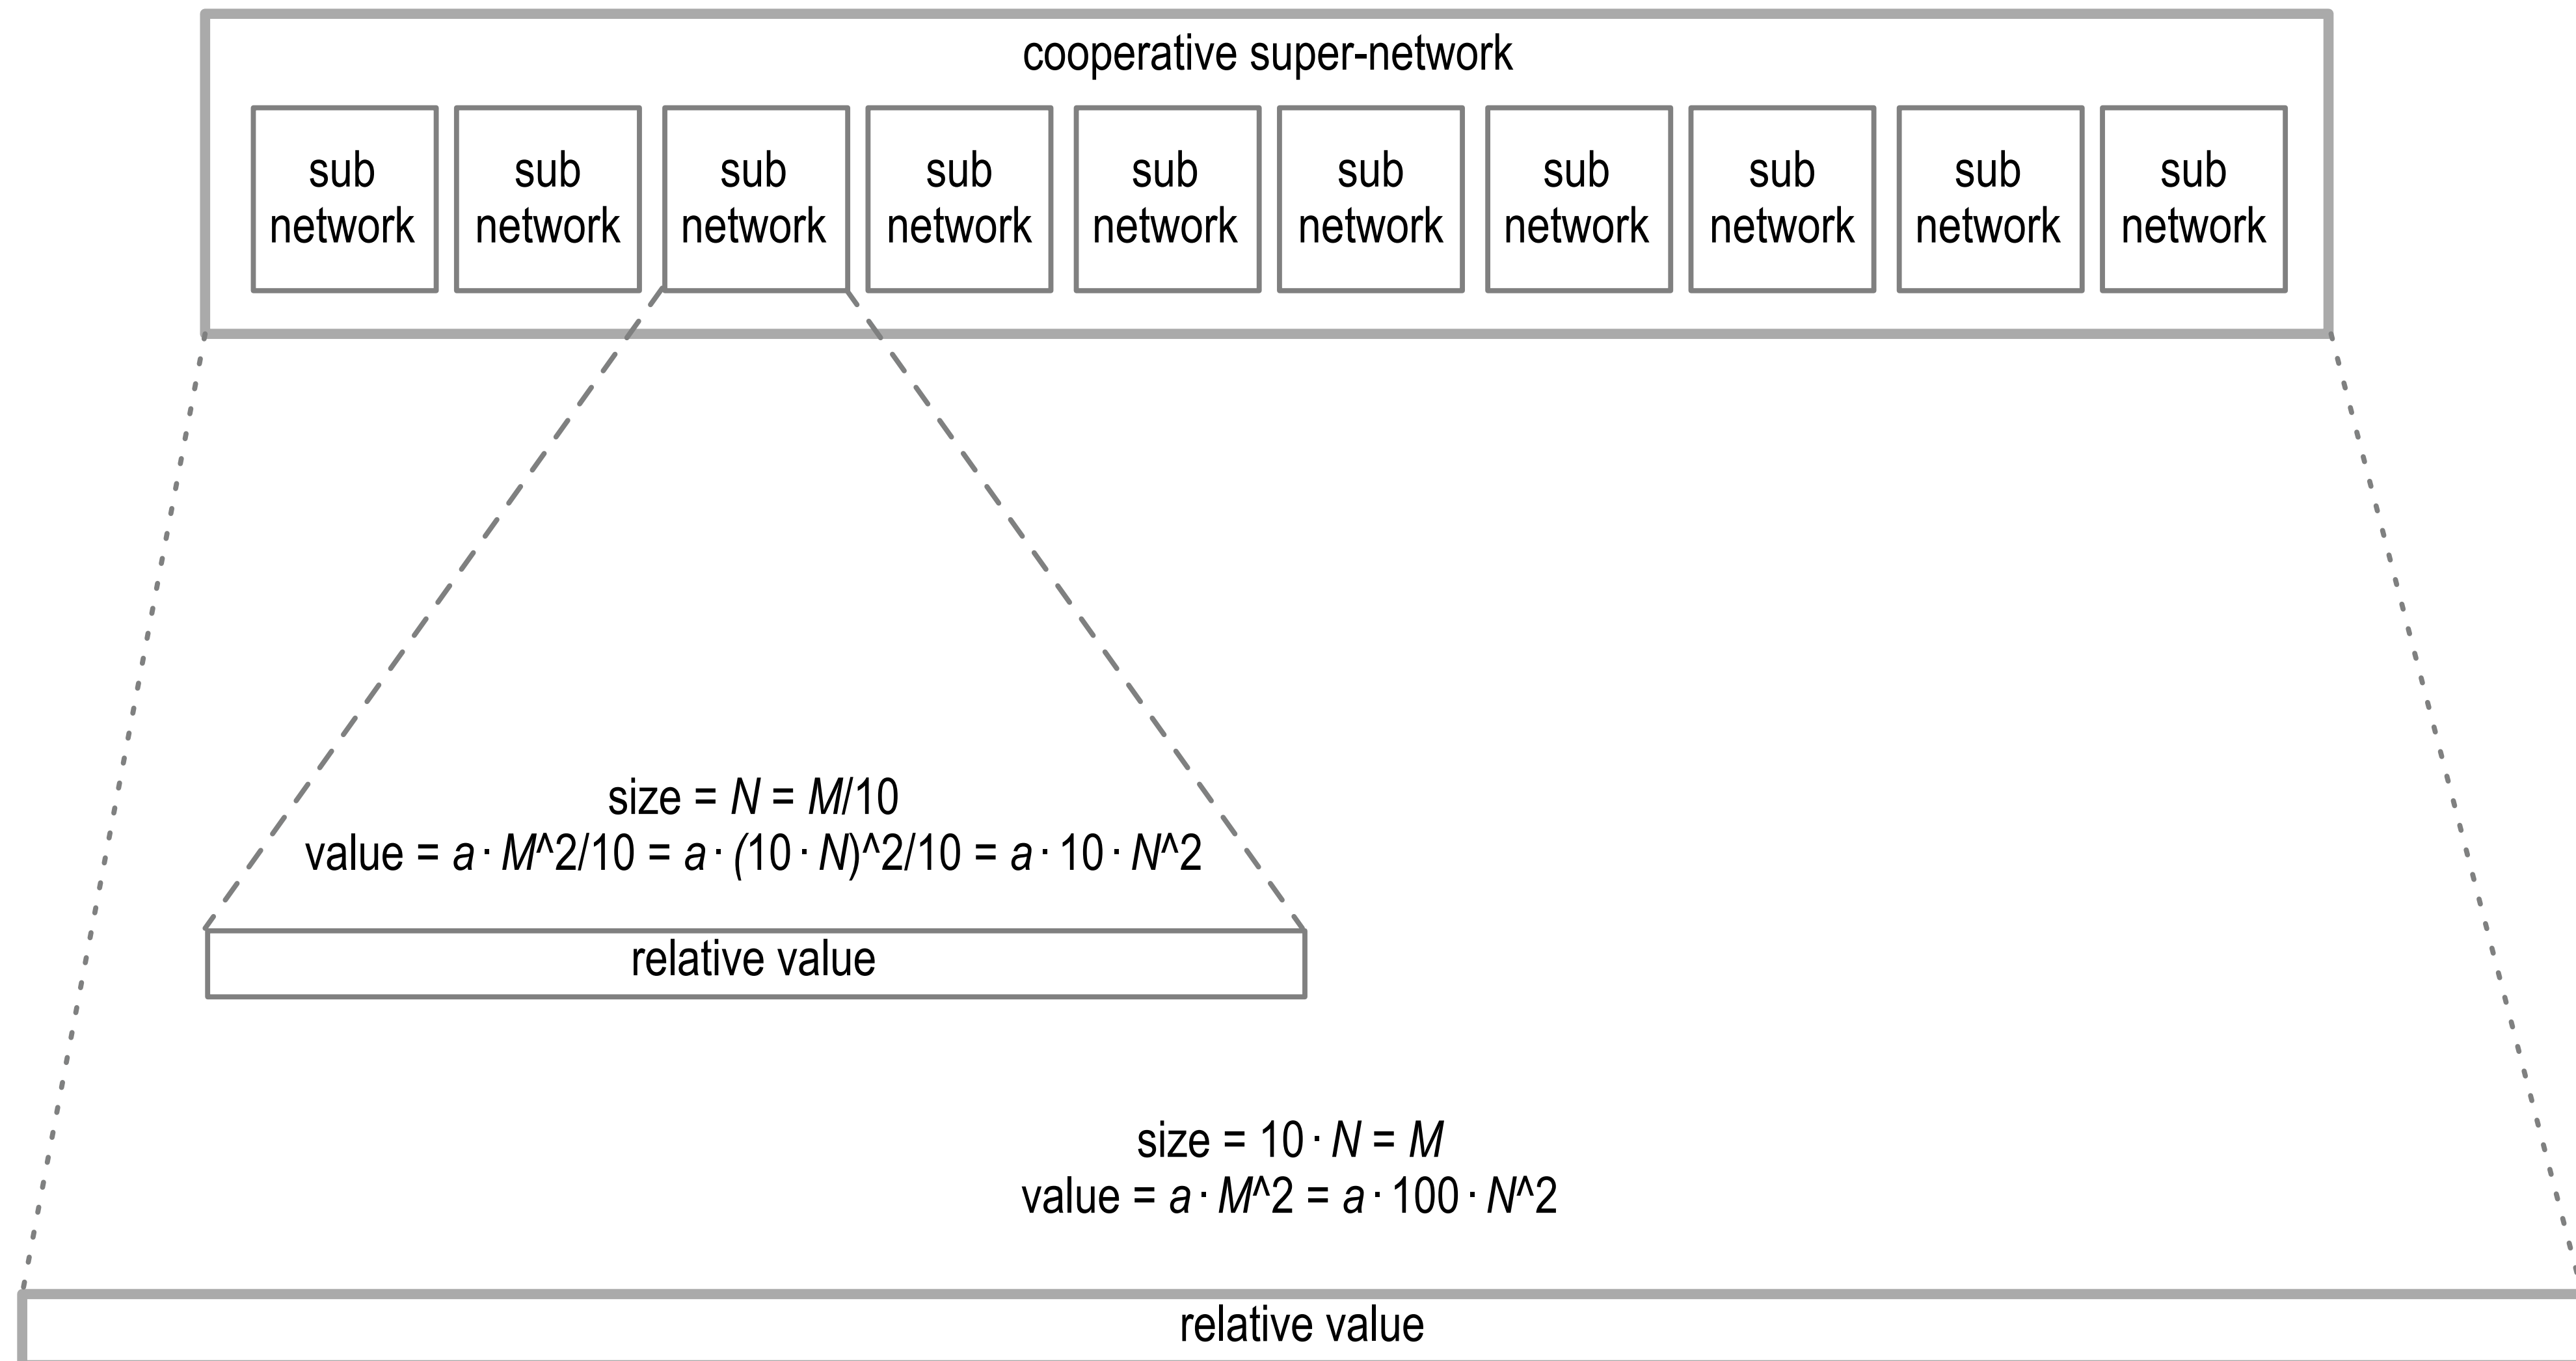 cooperative super-network
sub
network
sub
network
sub
network
sub
network
sub
network
sub
network
sub
network
sub
network
sub
network
sub
network
size = N = M/10
value = a · M^2/10 = a · (10 · N)^2/10 = a · 10 · N^2
relative value
size = 10 · N = M
value = a · M^2 = a · 100 · N^2
relative value